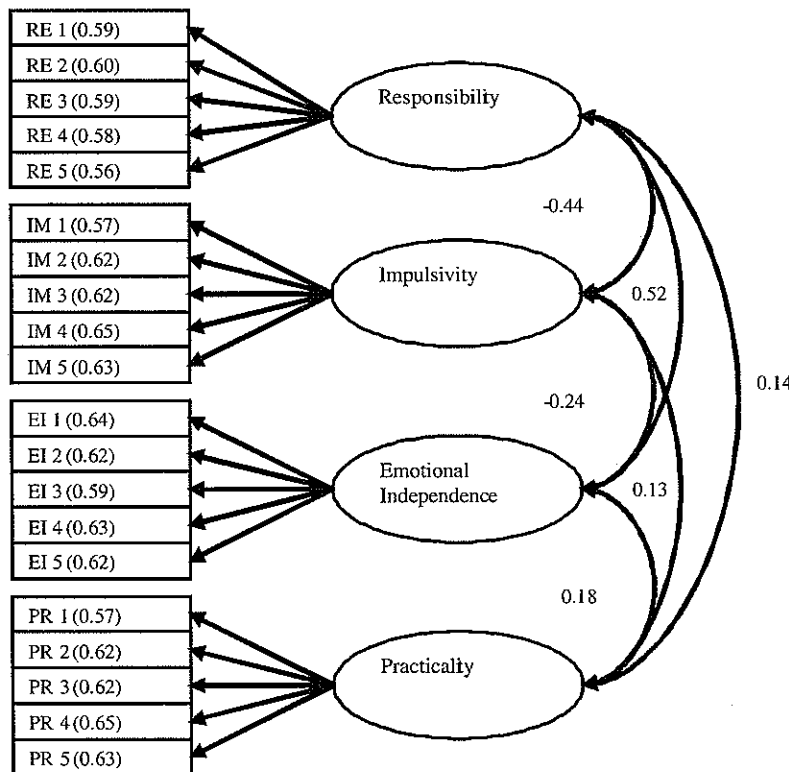 RE 1 (0.59)
RE 2 (0.60)
RE 3 (0.59)
RE 4 (0.58)
RE 5 (0.56)
Responsibility
-0.44
IM 1 (0.57)
IM 2 (0.62)
IM 3 (0.62)
IM 4 (0.65)
IM 5 (0.63)
Impulsivity
0.52
0.14
-0.24
EI 1 (0.64)
EI 2 (0.62)
EI 3 (0.59)
EI 4 (0.63)
EI 5 (0.62)
Emotional
Independence
0.13
0.18
PR 1 (0.57)
PR 2 (0.62)
PR 3 (0.62)
PR 4 (0.65)
PR 5 (0.63)
Practicality